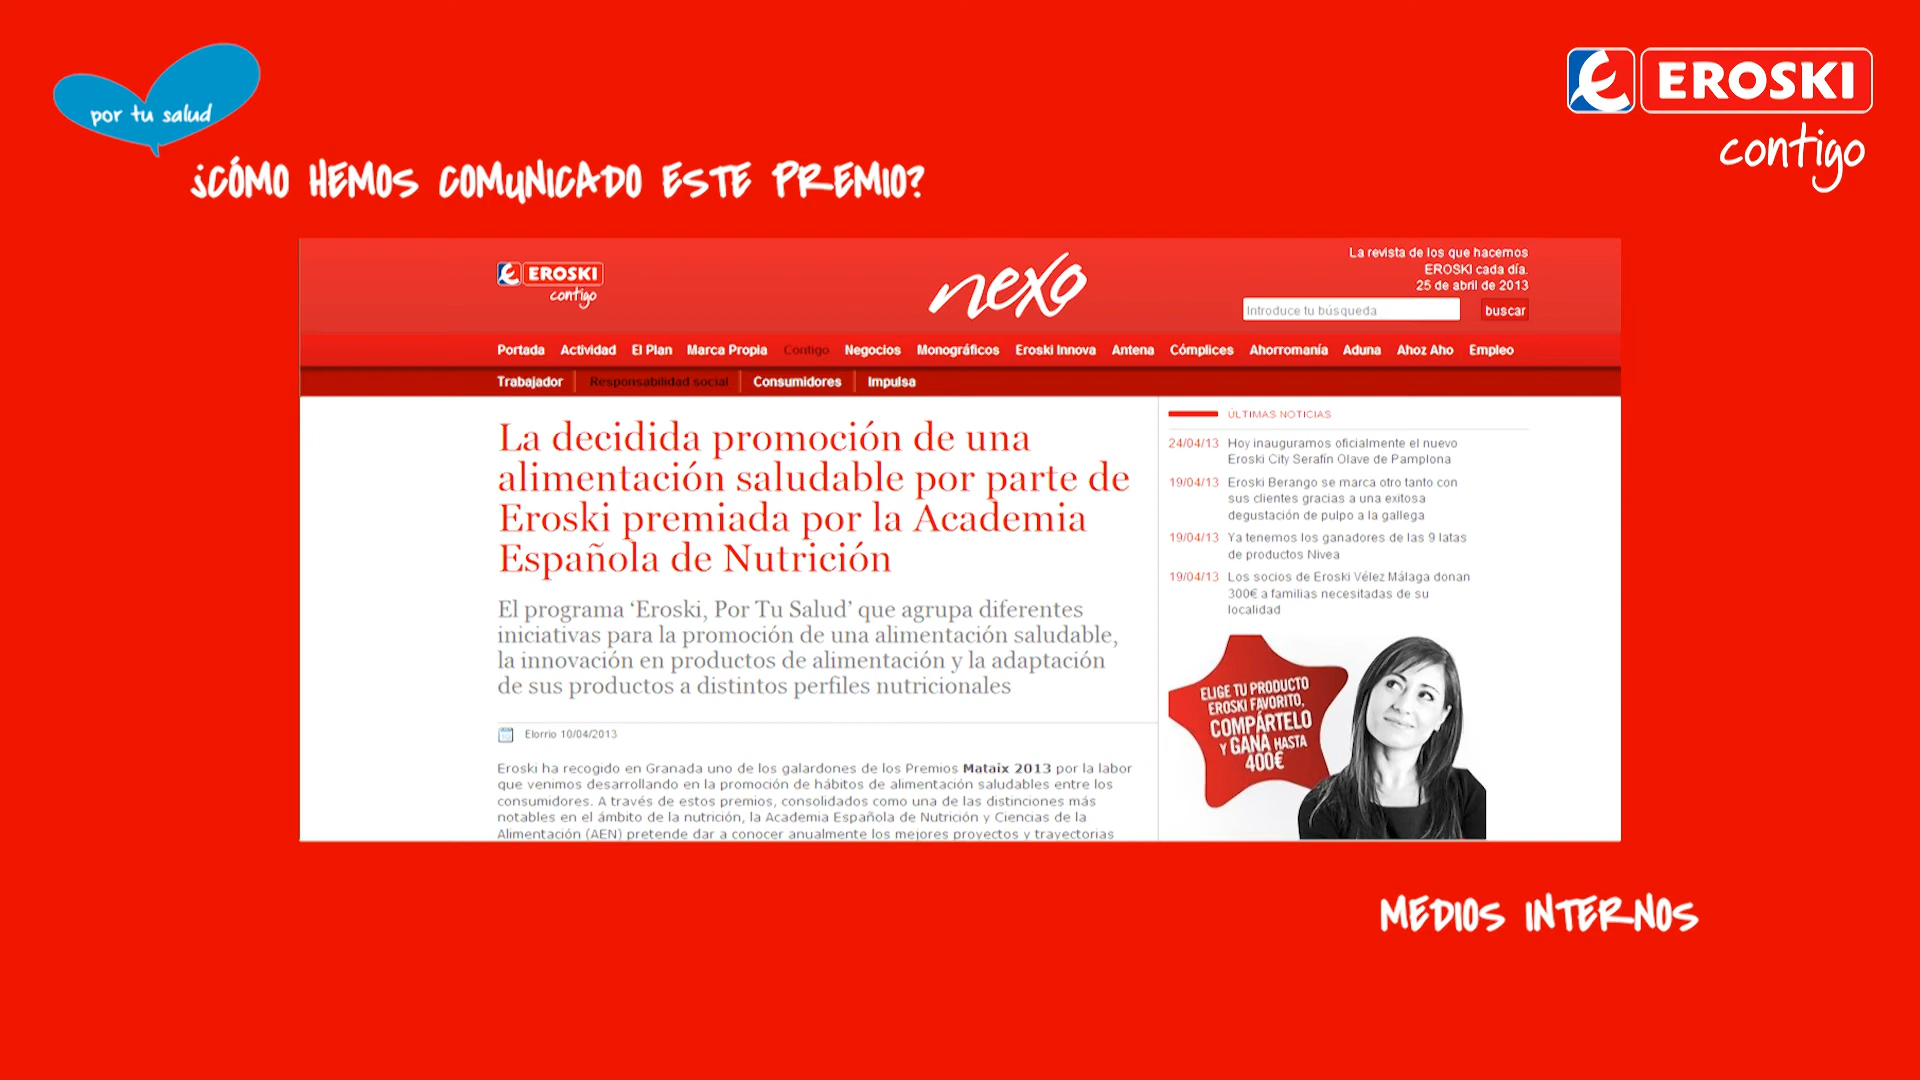 por tu salud
EROSKI
contigo
¿CÓMO HEMOS COMUNICADO ESTE PREMIO?
EROSKI
contigo
nexo
La revista de los que hacemos
EROSKI cada día.
25 de abril de 2013
Introduce tu búsqueda
buscar
Portada Actividad El Plan Marca Propia Contigo Negocios Monográficos Eroski Innova Antena Cómplices Ahorromanía Aduna Ahoz Aho Empleo
Trabajador Responsabilidad social Consumidores Impulsa
La decidida promoción de una
alimentación saludable por parte de
Eroski premiada por la Academia
Española de Nutrición
El programa ‘Eroski, Por Tu Salud’ que agrupa diferentes
iniciativas para la promoción de una alimentación saludable,
la innovación en productos de alimentación y la adaptación
de sus productos a distintos perfiles nutricionales
Elorrio 10/04/2013
Eroski ha recogido en Granada uno de los galardones de los Premios Mataix 2013 por la labor
que venimos desarrollando en la promoción de hábitos de alimentación saludables entre los
consumidores. A través de estos premios, consolidados como una de las distinciones más
notables en el ámbito de la nutrición, la Academia Española de Nutrición y Ciencias de la
Alimentación (AEN) pretende dar a conocer anualmente los mejores proyectos y trayectorias
ÚLTIMAS NOTICIAS
24/04/13 Hoy inauguramos oficialmente el nuevo
Eroski City Serafín Olave de Pamplona
19/04/13 Eroski Berango se marca otro tanto con
sus clientes gracias a una exitosa
degustación de pulpo a la gallega
19/04/13 Ya tenemos los ganadores de las 9 latas
de productos Nivea
19/04/13 Los socios de Eroski Vélez Málaga donan
300€ a familias necesitadas de su
localidad
ELIGE TU PRODUCTO
EROSKI FAVORITO,
COMPÁRTELO
Y GANA HASTA
400€
MEDIOS INTERNOS